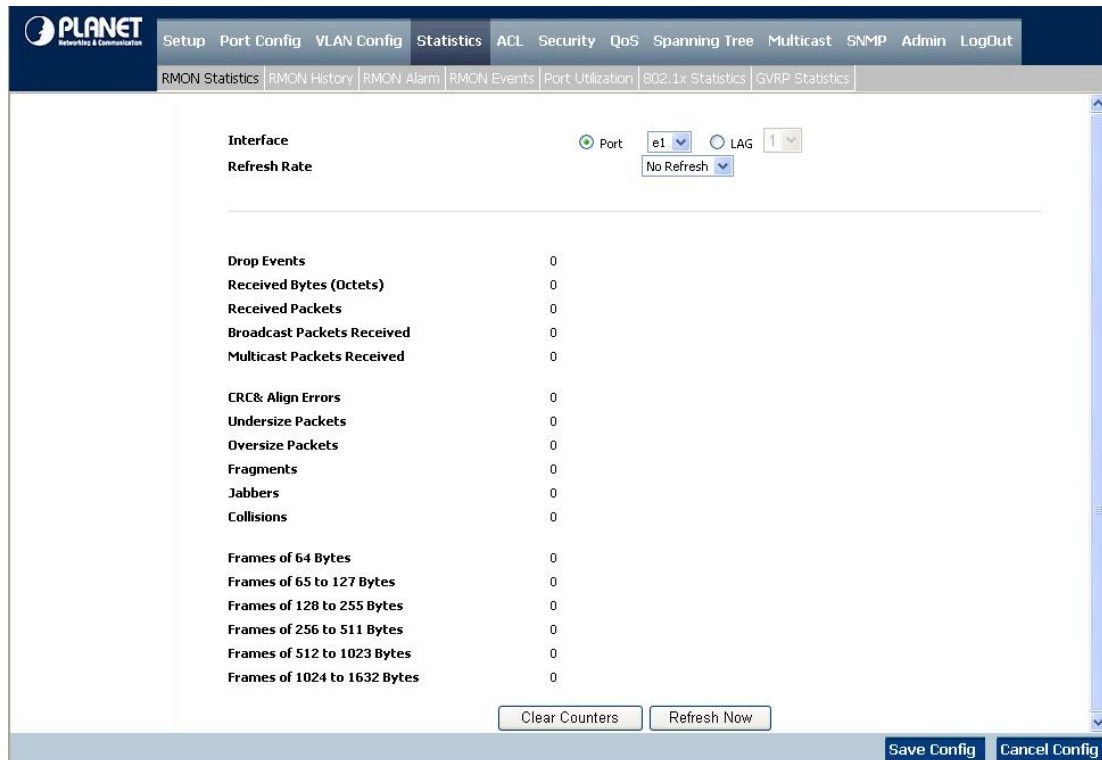 PLANET
Networking & Communication
Setup Port Config VLAN Config Statistics ACL Security QoS Spanning Tree Multicast SNMP Admin LogOut
RMON Statistics RMON History RMON Alarm RMON Events Port Utilization 802.1x Statistics GVRP Statistics
Interface Port e1 LAG 1
Refresh Rate No Refresh
Drop Events 0
Received Bytes (Octets) 0
Received Packets 0
Broadcast Packets Received 0
Multicast Packets Received 0
CRC& Align Errors 0
Undersize Packets 0
Oversize Packets 0
Fragments 0
Jabbers 0
Collisions 0
Frames of 64 Bytes 0
Frames of 65 to 127 Bytes 0
Frames of 128 to 255 Bytes 0
Frames of 256 to 511 Bytes 0
Frames of 512 to 1023 Bytes 0
Frames of 1024 to 1632 Bytes 0
Clear Counters Refresh Now
Save Config Cancel Config